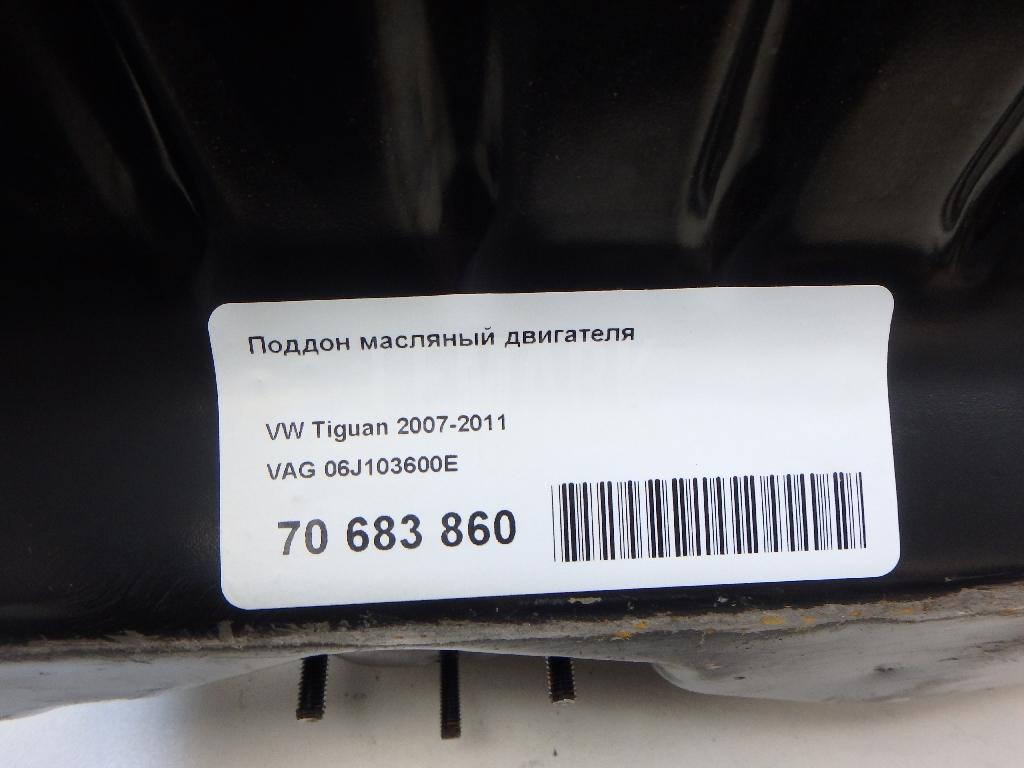 Поддон масляный двигателя
VW Tiguan 2007-2011
VAG 06J103600E
70 683 860